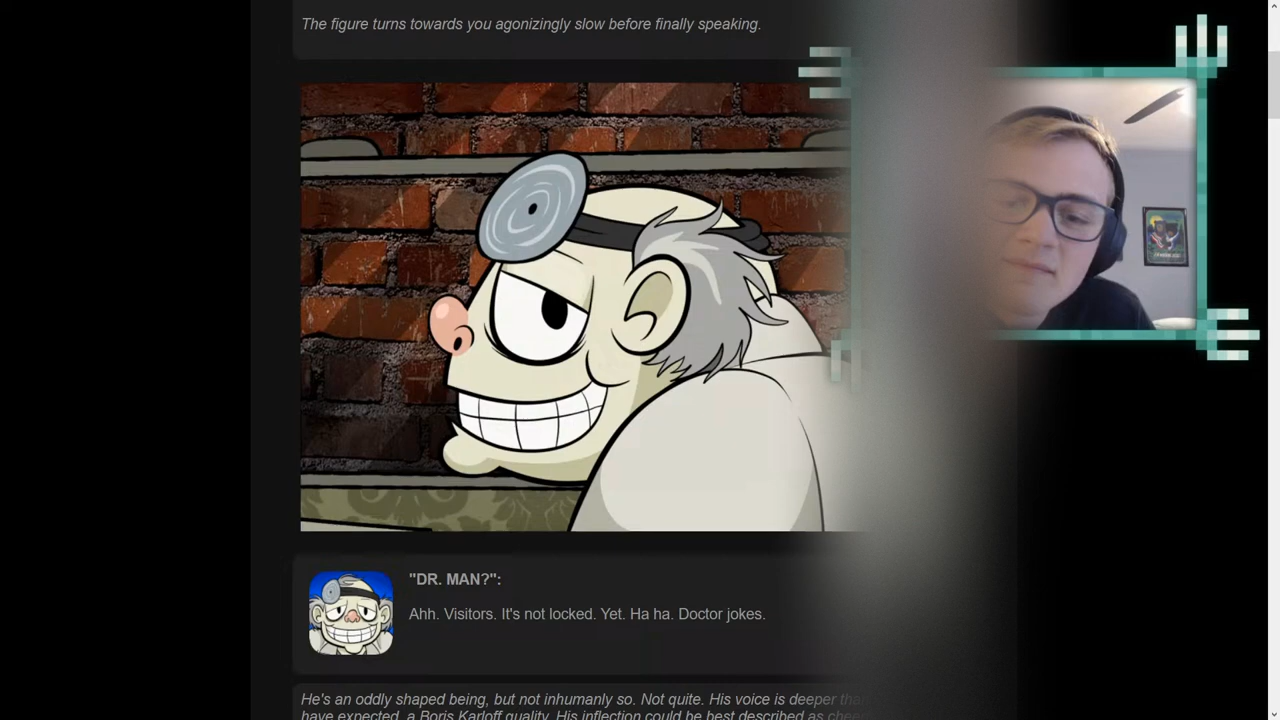 The figure turns towards you agonizingly slow before finally speaking.
"DR. MAN?":
Ahh. Visitors. It's not locked. Yet. Ha ha. Doctor jokes.
He's an oddly shaped being, but not inhumanly so. Not quite. His voice is deeper than
have expected, a Boris Karloff quality. His inflection could be best described as